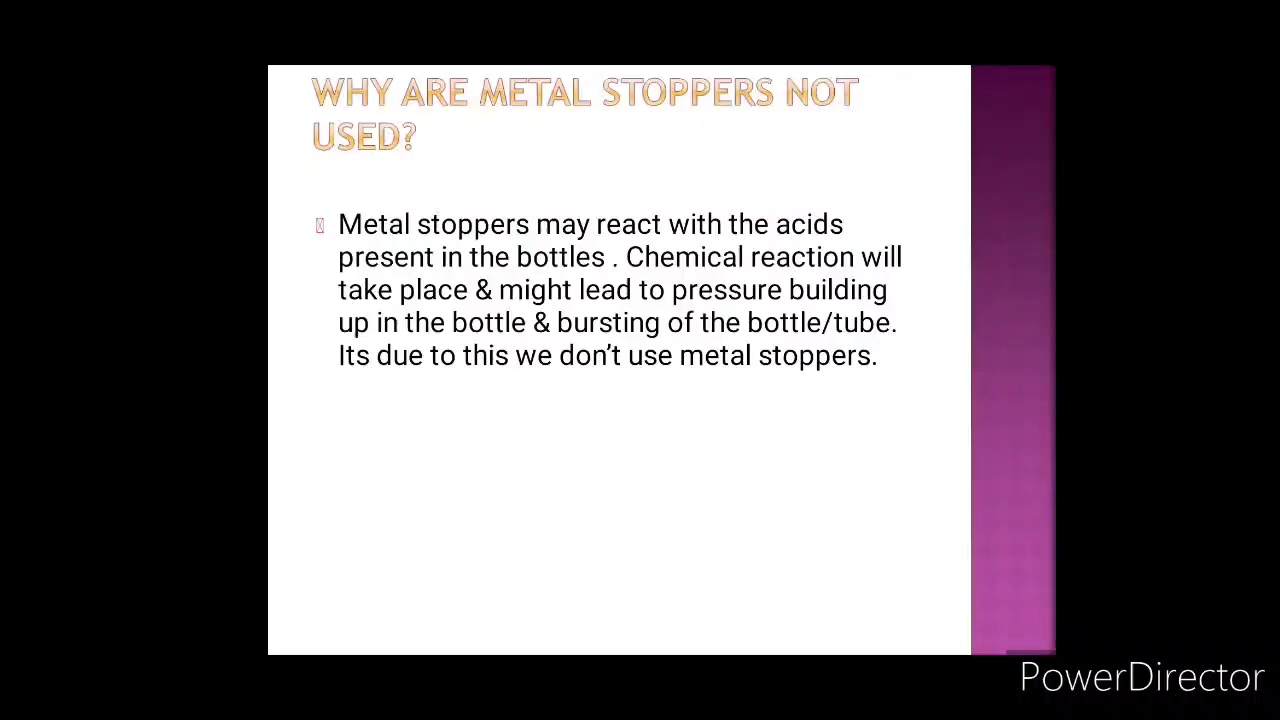 WHY ARE METAL STOPPERS NOT
USED?
Metal stoppers may react with the acids
present in the bottles . Chemical reaction will
take place & might lead to pressure building
up in the bottle & bursting of the bottle/tube.
Its due to this we don’t use metal stoppers.
PowerDirector